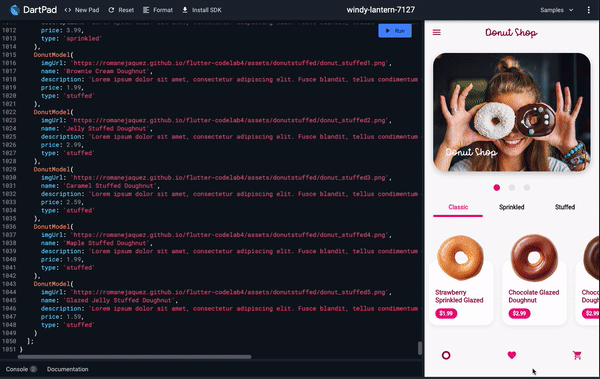 DartPad
New Pad
Reset
Format
Install SDK
windy-lantern-7127
Samples
Run
1012 price: 3.99,
1013 type: 'sprinkled'
1014 ),
1015 DonutModel(
1016 imgUrl: 'https://romanejaquez.github.io/flutter-codelab4/assets/donutstuffed/donut_stuffed1.png',
1017 name: 'Brownie Cream Doughnut',
1018 description: 'Lorem ipsum dolor sit amet, consectetur adipiscing elit. Fusce blandit, tellus condimentum
1019 price: 1.99,
1020 type: 'stuffed'
1021 ),
1022 DonutModel(
1023 imgUrl: 'https://romanejaquez.github.io/flutter-codelab4/assets/donutstuffed/donut_stuffed2.png',
1024 name: 'Jelly Stuffed Doughnut',
1025 description: 'Lorem ipsum dolor sit amet, consectetur adipiscing elit. Fusce blandit, tellus condimentum
1026 price: 2.99,
1027 type: 'stuffed'
1028 ),
1029 DonutModel(
1030 imgUrl: 'https://romanejaquez.github.io/flutter-codelab4/assets/donutstuffed/donut_stuffed3.png',
1031 name: 'Caramel Stuffed Doughnut',
1032 description: 'Lorem ipsum dolor sit amet, consectetur adipiscing elit. Fusce blandit, tellus condimentum
1033 price: 2.59,
1034 type: 'stuffed'
1035 ),
1036 DonutModel(
1037 imgUrl: 'https://romanejaquez.github.io/flutter-codelab4/assets/donutstuffed/donut_stuffed4.png',
1038 name: 'Maple Stuffed Doughnut',
1039 description: 'Lorem ipsum dolor sit amet, consectetur adipiscing elit. Fusce blandit, tellus condimentum
1040 price: 1.99,
1041 type: 'stuffed'
1042 ),
1043 DonutModel(
1044 imgUrl: 'https://romanejaquez.github.io/flutter-codelab4/assets/donutstuffed/donut_stuffed5.png',
1045 name: 'Glazed Jelly Stuffed Doughnut',
1046 description: 'Lorem ipsum dolor sit amet, consectetur adipiscing elit. Fusce blandit, tellus condimentum
1047 price: 1.59,
1048 type: 'stuffed'
1049 )
1050 ];
1051 }
Console 2
Documentation
Donut Shop
Donut Shop
Classic
Sprinkled
Stuffed
Strawberry
Sprinkled Glazed
$1.99
Chocolate Glazed
Doughnut
$2.99
Choc
Doug
$2.99